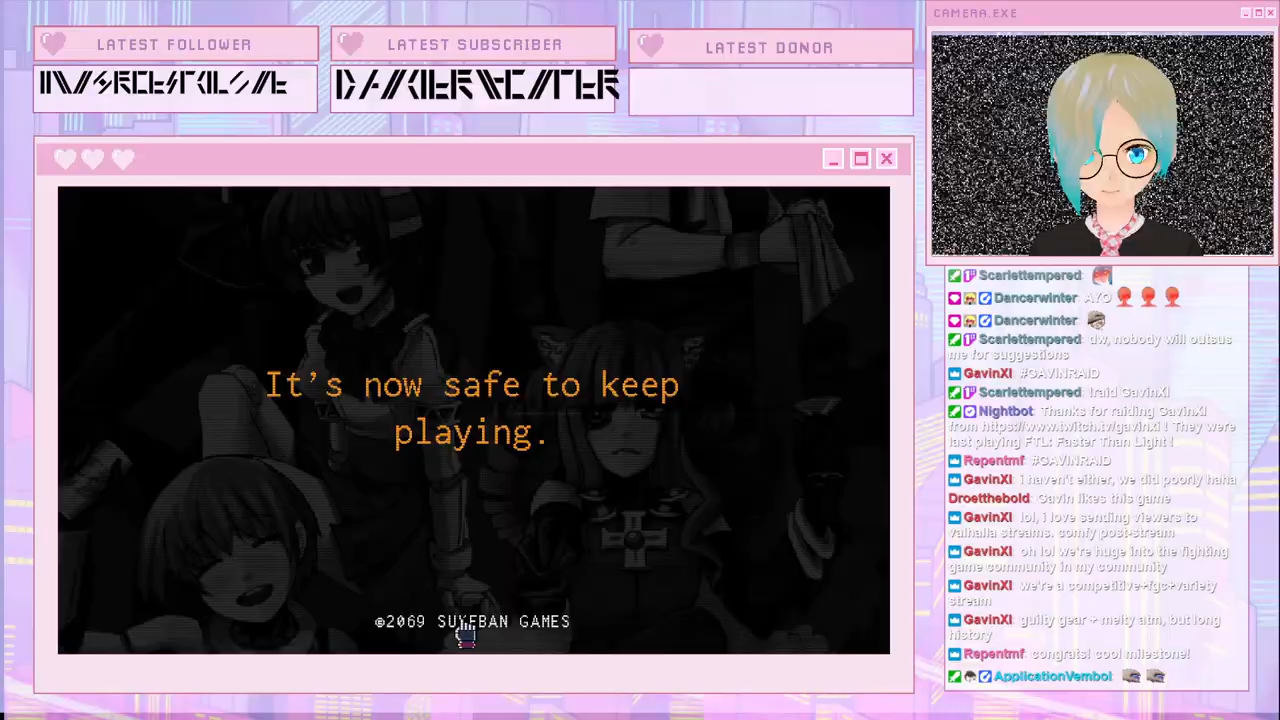 CAMERA.EXE
LATEST FOLLOWER
LATEST SUBSCRIBER
LATEST DONOR
It's now safe to keep
playing.
©2069 SUKEBAN GAMES
Scarlettempered
Dancerwinter AYO
Dancerwinter
Scarlettempered dw, nobody will outsus
me for suggestions
GavinXI #GAVINRAID
Scarlettempered !raid GavinXI
Nightbot Thanks for raiding GavinXI
from https://www.twitch.tv/gavinxi ! They were
last playing FTL: Faster Than Light !
Repentmf #GAVINRAID
GavinXI i haven't either, we did poorly haha
Droetthebold Gavin likes this game
GavinXI lol, i love sending viewers to
valhalla streams. comfy post-stream
GavinXI oh lol we're huge into the fighting
game community in my community
GavinXI we're a competitive+fgc+variety
stream
GavinXI guilty gear + melty atm, but long
history
Repentmf congrats! cool milestone!
ApplicationVembol